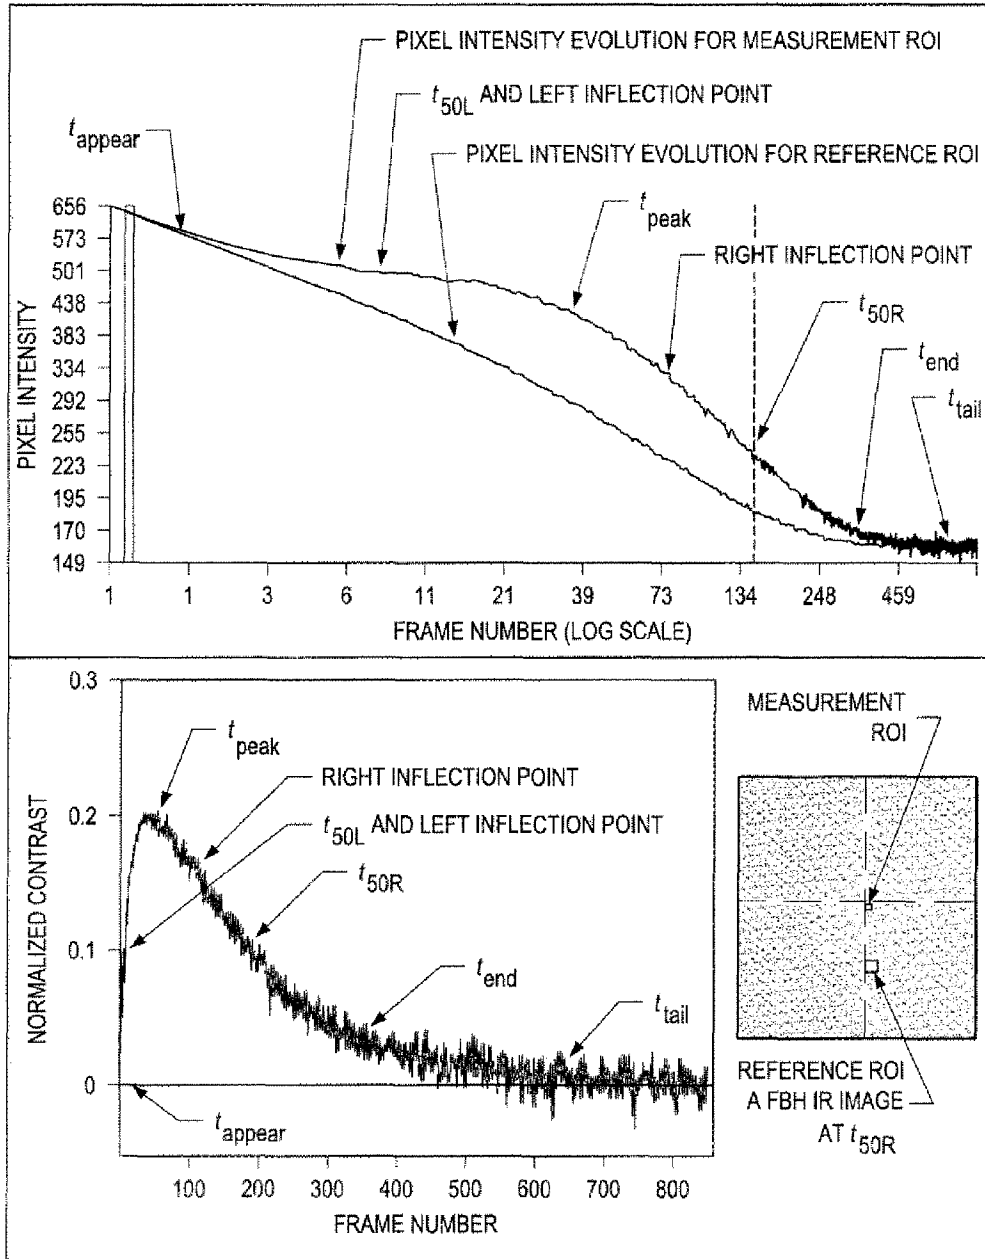 PIXEL INTENSITY EVOLUTION FOR MEASUREMENT ROI
t50L AND LEFT INFLECTION POINT
tappear
PIXEL INTENSITY EVOLUTION FOR REFERENCE ROI
tpeak
RIGHT INFLECTION POINT
t50R
tend
ttail
PIXEL INTENSITY
656
573
501
438
383
334
292
255
223
195
170
149
1 1 3 6 11 21 39 73 134 248 459
FRAME NUMBER (LOG SCALE)
NORMALIZED CONTRAST
0.3
0.2
0.1
0
tpeak
RIGHT INFLECTION POINT
t50L AND LEFT INFLECTION POINT
t50R
tend
ttail
tappear
100 200 300 400 500 600 700 800
FRAME NUMBER
MEASUREMENT
ROI
REFERENCE ROI
A FBH IR IMAGE
AT t50R